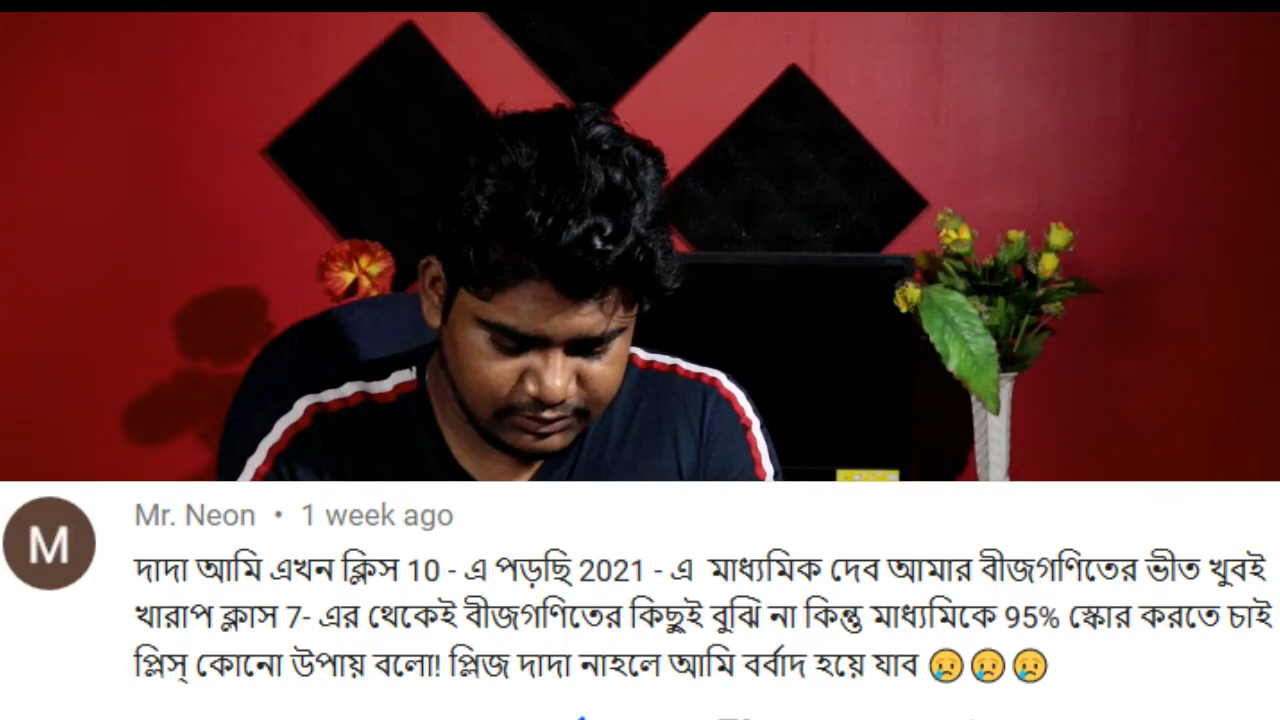 M
Mr. Neon • 1 week ago
দাদা আমি এখন ক্লিস 10 - এ পড়ছি 2021 - এ মাধ্যমিক দেব আমার বীজগণিতের ভীত খুবই
খারাপ ক্লাস 7- এর থেকেই বীজগণিতের কিছুই বুঝি না কিন্তু মাধ্যমিকে 95% স্কোর করতে চাই
প্লিস্ কোনো উপায় বলো! প্লিজ দাদা নাহলে আমি বর্বাদ হয়ে যাব 😥😥😥